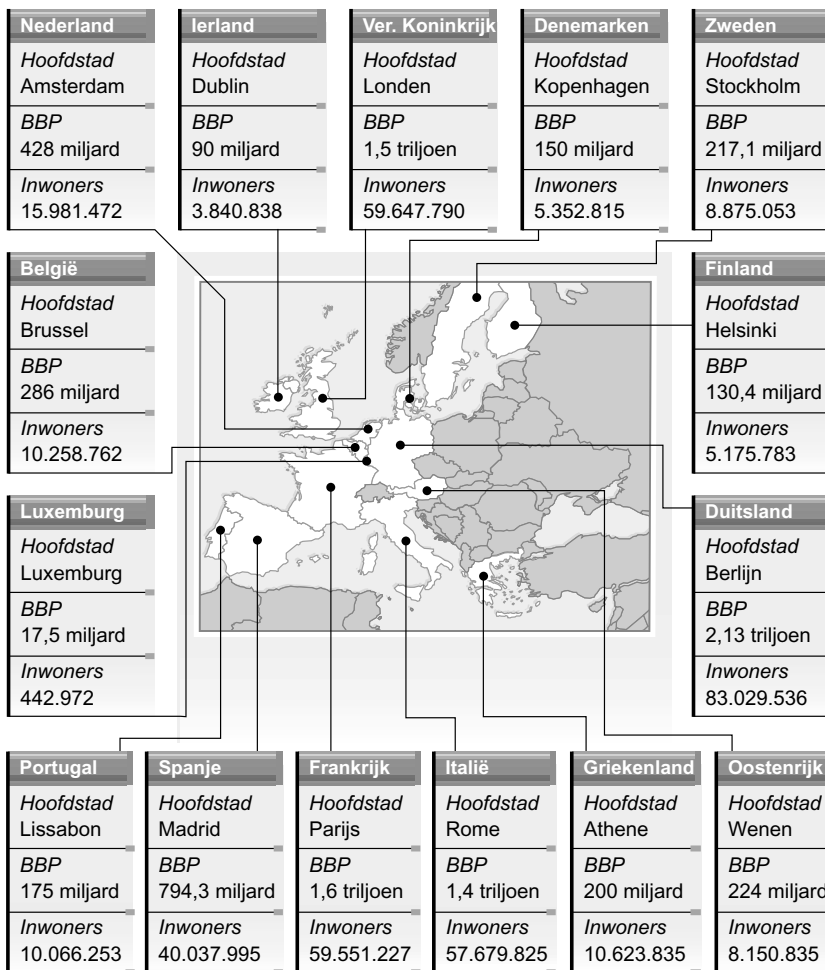 Nederland
Hoofdstad
Amsterdam
BBP
428 miljard
Inwoners
15.981.472
Ierland
Hoofdstad
Dublin
BBP
90 miljard
Inwoners
3.840.838
Ver. Koninkrijk
Hoofdstad
Londen
BBP
1,5 triljoen
Inwoners
59.647.790
Denemarken
Hoofdstad
Kopenhagen
BBP
150 miljard
Inwoners
5.352.815
Zweden
Hoofdstad
Stockholm
BBP
217,1 miljard
Inwoners
8.875.053
België
Hoofdstad
Brussel
BBP
286 miljard
Inwoners
10.258.762
Finland
Hoofdstad
Helsinki
BBP
130,4 miljard
Inwoners
5.175.783
Luxemburg
Hoofdstad
Luxemburg
BBP
17,5 miljard
Inwoners
442.972
Duitsland
Hoofdstad
Berlijn
BBP
2,13 triljoen
Inwoners
83.029.536
Portugal
Hoofdstad
Lissabon
BBP
175 miljard
Inwoners
10.066.253
Spanje
Hoofdstad
Madrid
BBP
794,3 miljard
Inwoners
40.037.995
Frankrijk
Hoofdstad
Parijs
BBP
1,6 triljoen
Inwoners
59.551.227
Italië
Hoofdstad
Rome
BBP
1,4 triljoen
Inwoners
57.679.825
Griekenland
Hoofdstad
Athene
BBP
200 miljard
Inwoners
10.623.835
Oostenrijk
Hoofdstad
Wenen
BBP
224 miljard
Inwoners
8.150.835